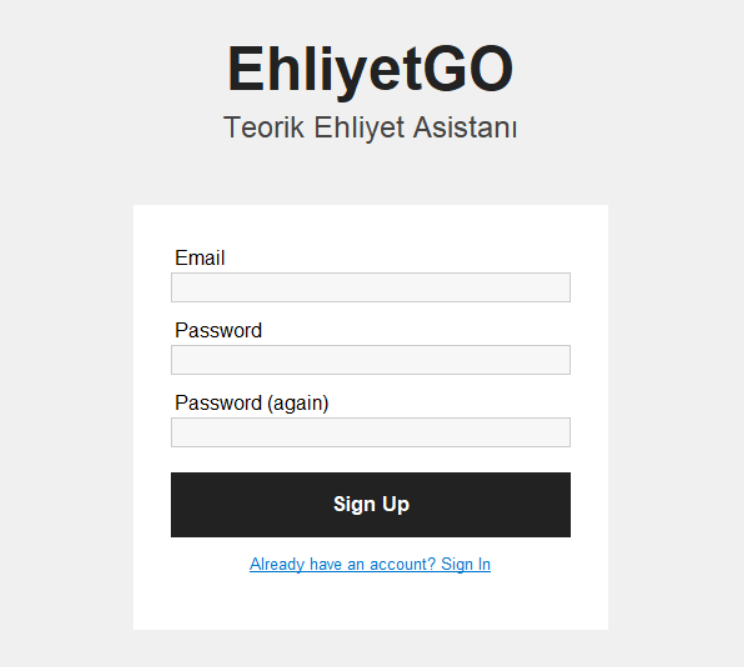 EhliyetGO
Teorik Ehliyet Asistanı
Email
Password
Password (again)
Sign Up
Already have an account? Sign In